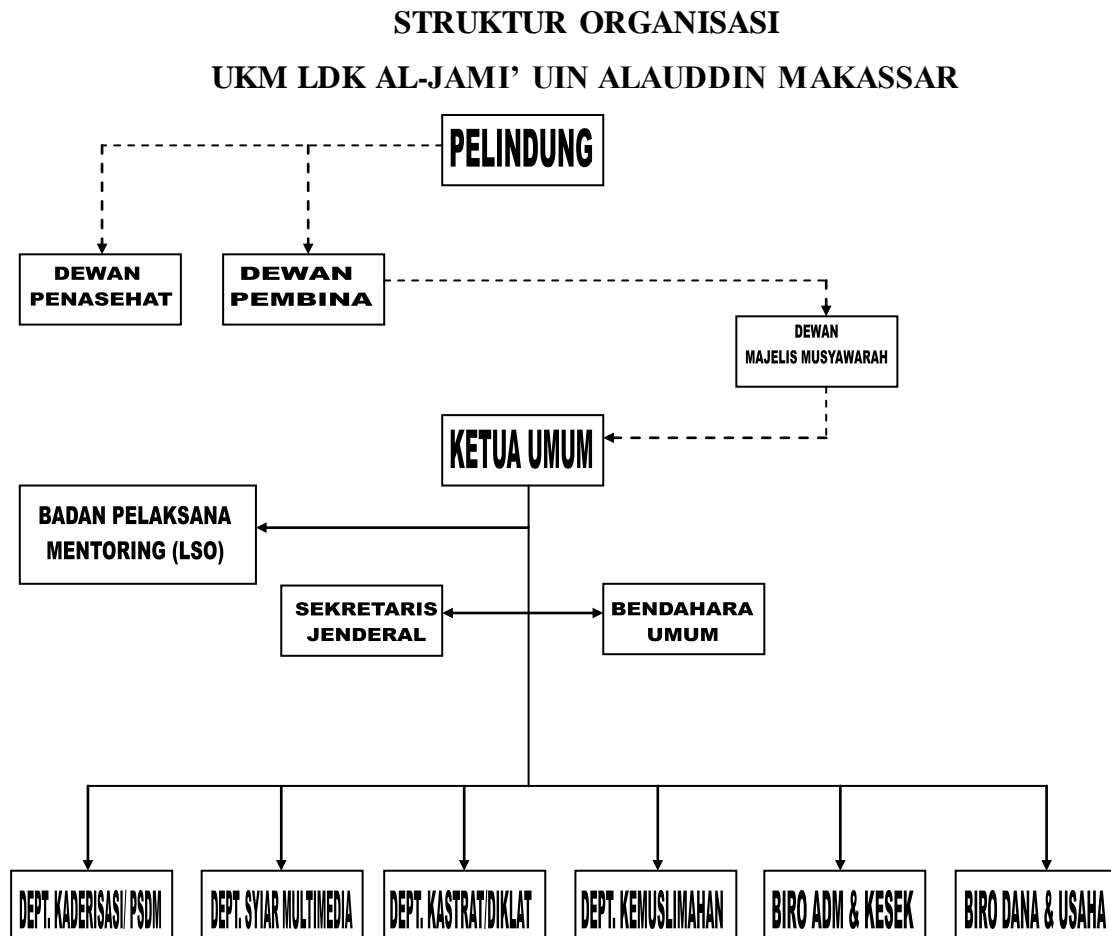 STRUKTUR ORGANISASI
UKM LDK AL-JAMI’ UIN ALAUDDIN MAKASSAR
PELINDUNG
DEWAN
PENASEHAT
DEWAN
PEMBINA
DEWAN
MAJELIS MUSYAWARAH
KETUA UMUM
BADAN PELAKSANA
MENTORING (LSO)
SEKRETARIS
JENDERAL
BENDAHARA
UMUM
DEPT. KADERISASI/ PSDM
DEPT. SYIAR MULTIMEDIA
DEPT. KASTRAT/DIKLAT
DEPT. KEMUSLIMAHAN
BIRO ADM & KESEK
BIRO DANA & USAHA